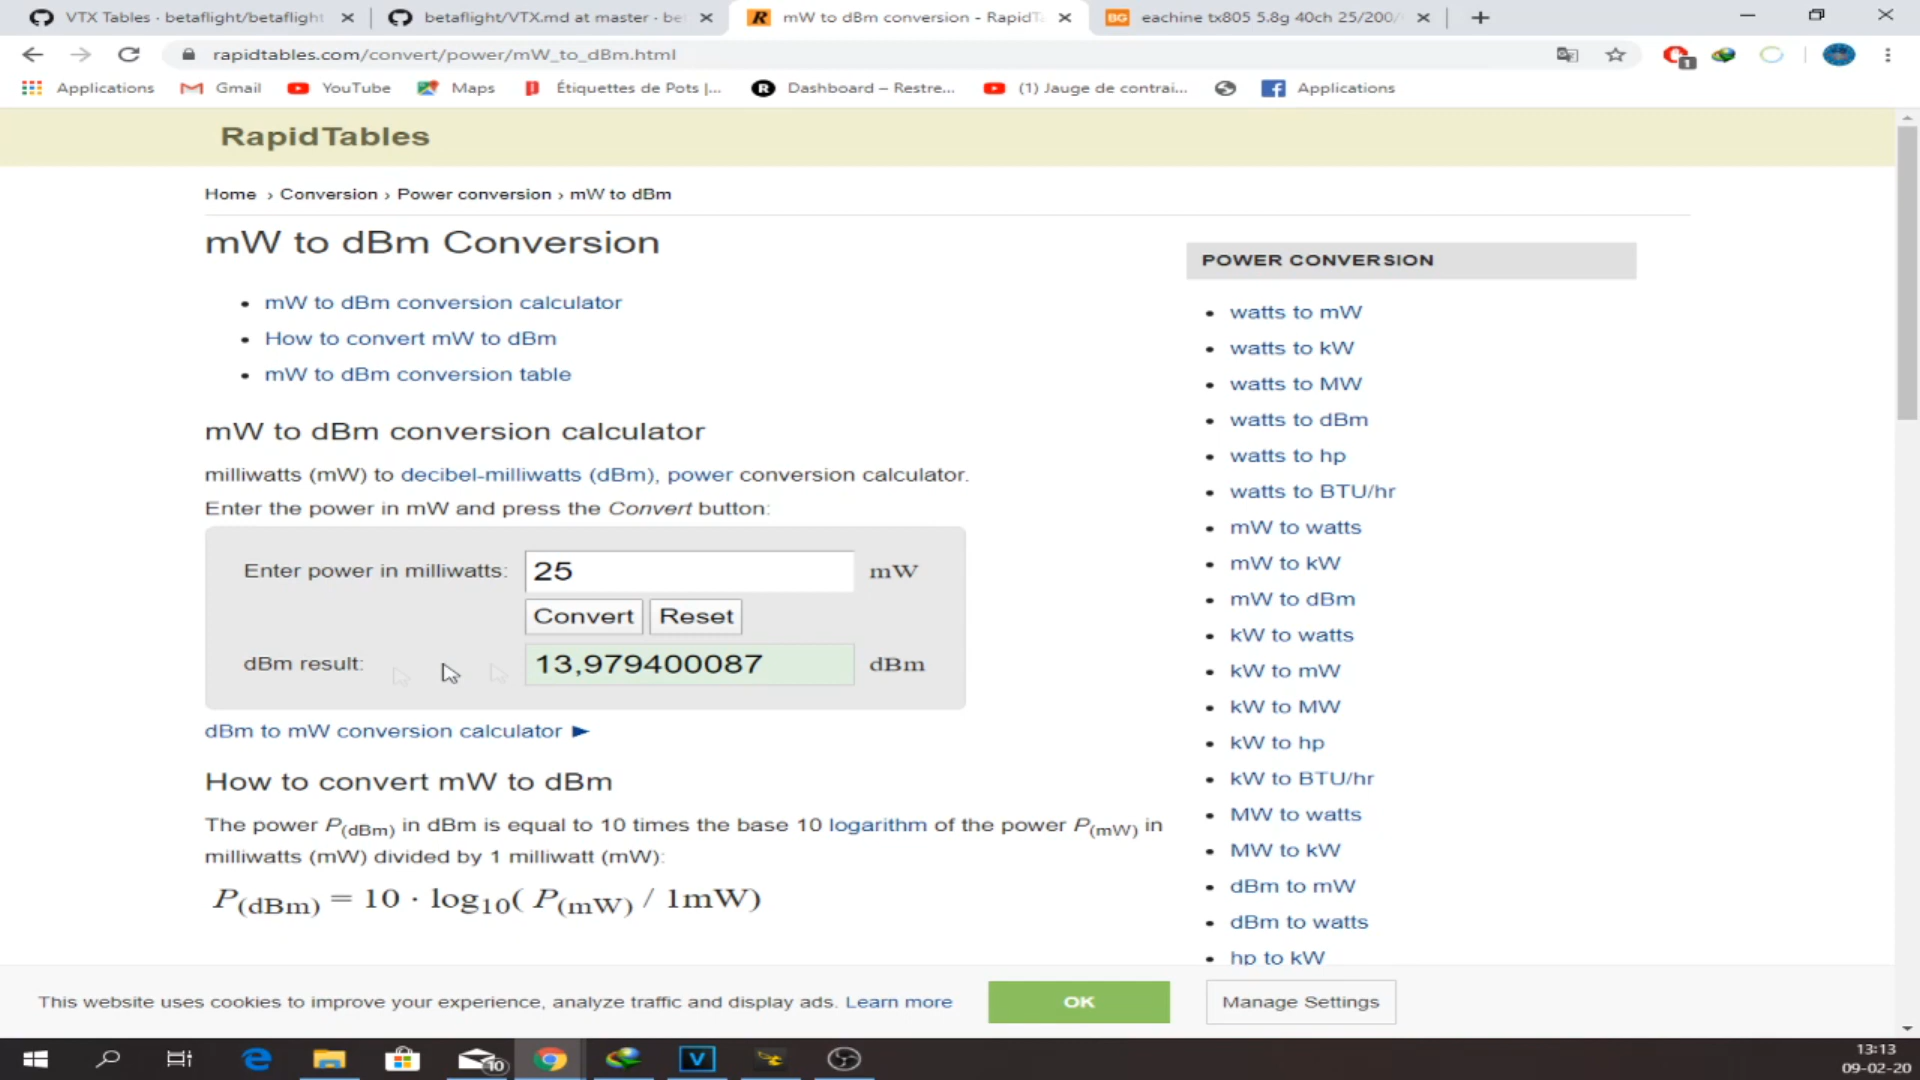 VTX Tables · betaflight/betaflight
betaflight/VTX.md at master · be
mW to dBm conversion - RapidTa
eachine tx805 5.8g 40ch 25/200/
rapidtables.com/convert/power/mW_to_dBm.html
1
Applications
Gmail
YouTube
Maps
Étiquettes de Pots |...
Dashboard – Restre...
(1) Jauge de contrai...
Applications
RapidTables
Home › Conversion › Power conversion › mW to dBm
mW to dBm Conversion
mW to dBm conversion calculator
How to convert mW to dBm
mW to dBm conversion table
mW to dBm conversion calculator
milliwatts (mW) to decibel-milliwatts (dBm), power conversion calculator.
Enter the power in mW and press the Convert button:
Enter power in milliwatts: 25 mW
Convert Reset
dBm result: 13,979400087 dBm
dBm to mW conversion calculator ►
How to convert mW to dBm
The power P(dBm) in dBm is equal to 10 times the base 10 logarithm of the power P(mW) in
milliwatts (mW) divided by 1 milliwatt (mW):
P(dBm) = 10 · log10( P(mW) / 1mW)
POWER CONVERSION
watts to mW
watts to kW
watts to MW
watts to dBm
watts to hp
watts to BTU/hr
mW to watts
mW to kW
mW to dBm
kW to watts
kW to mW
kW to MW
kW to hp
kW to BTU/hr
MW to watts
MW to kW
dBm to mW
dBm to watts
hp to kW
This website uses cookies to improve your experience, analyze traffic and display ads. Learn more
OK
Manage Settings
10
V
13:13
09-02-20